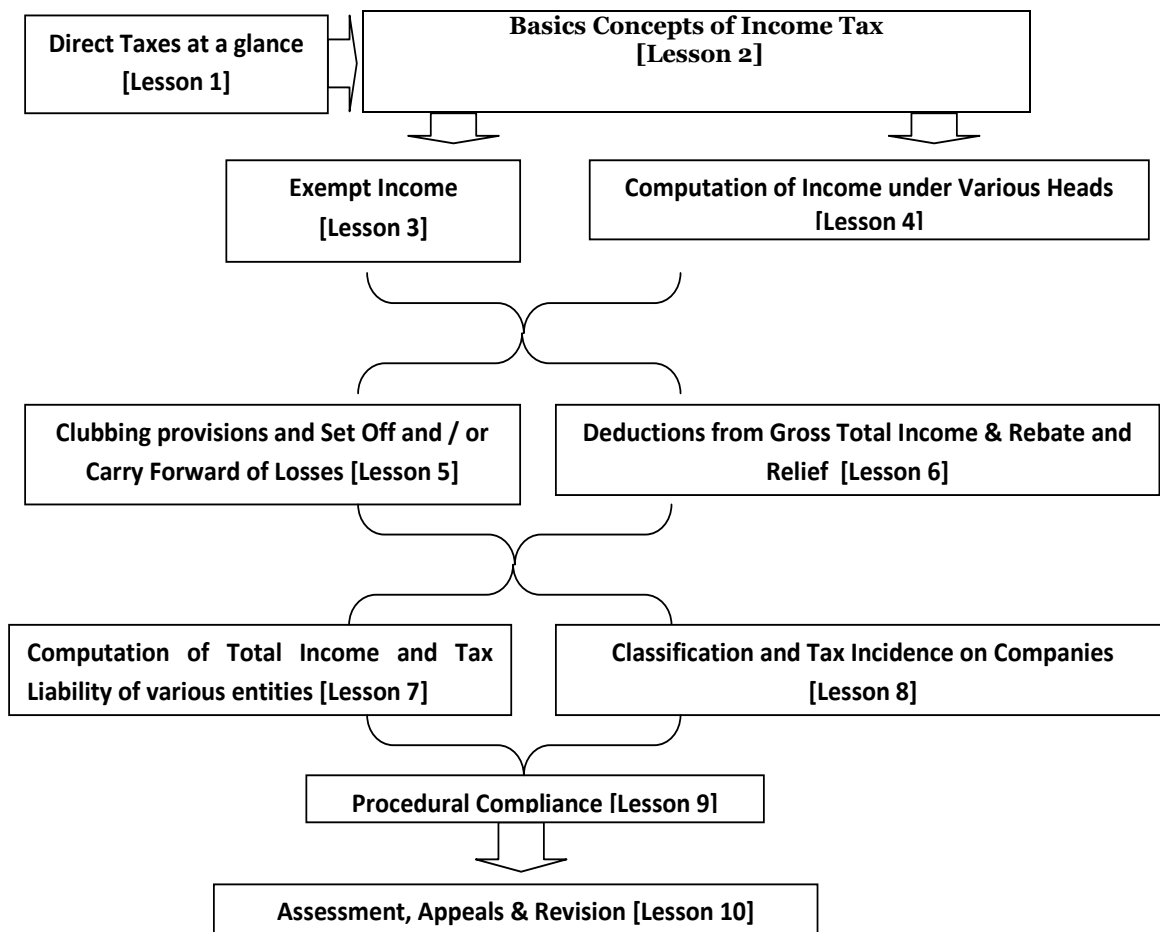 Direct Taxes at a glance
[Lesson 1]
Basics Concepts of Income Tax
[Lesson 2]
Exempt Income
[Lesson 3]
Computation of Income under Various Heads
[Lesson 4]
Clubbing provisions and Set Off and / or
Carry Forward of Losses [Lesson 5]
Deductions from Gross Total Income & Rebate and
Relief [Lesson 6]
Computation of Total Income and Tax
Liability of various entities [Lesson 7]
Classification and Tax Incidence on Companies
[Lesson 8]
Procedural Compliance [Lesson 9]
Assessment, Appeals & Revision [Lesson 10]